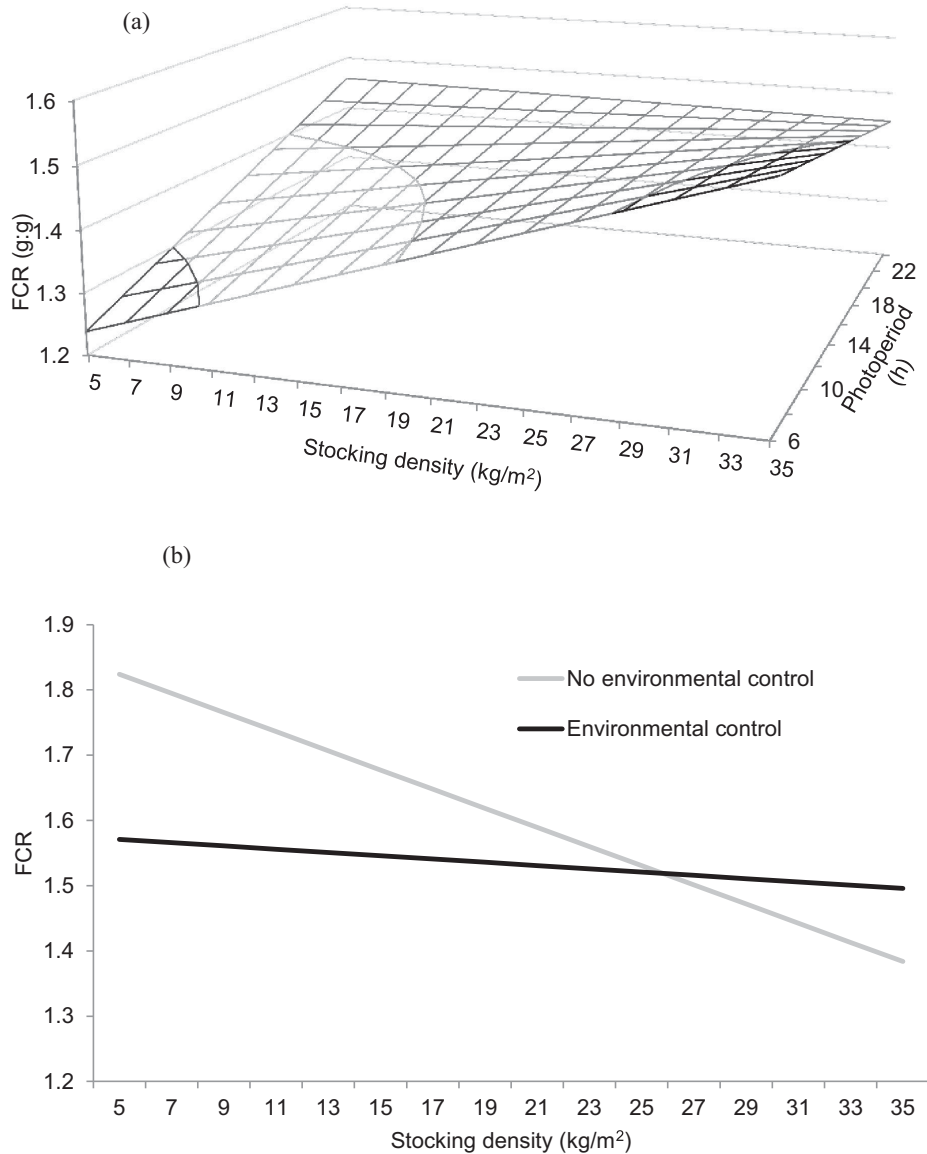 (a)
1.6
1.5
1.4
1.3
1.2
FCR (g:g)
5 7 9 11 13 15 17 19 21 23 25 27 29 31 33 35
Stocking density (kg/m²)
6
10
14
18
22
Photoperiod
(h)
(b)
1.9
1.8
1.7
1.6
1.5
1.4
1.3
1.2
FCR
No environmental control
Environmental control
5 7 9 11 13 15 17 19 21 23 25 27 29 31 33 35
Stocking density (kg/m²)